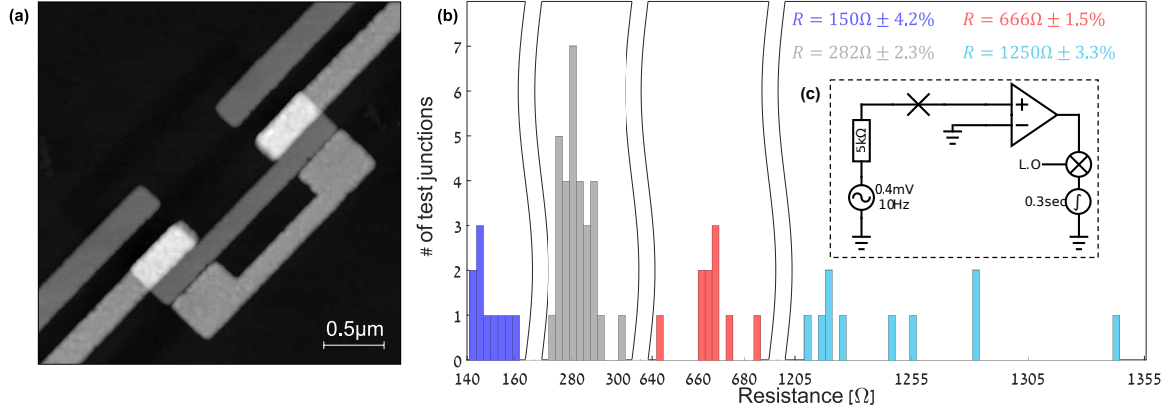 (a)
0.5µm
(b)
# of test junctions
7
6
5
4
3
2
1
0
140 160 280 300 640 660 680 1205 1255 1305 1355
Resistance [Ω]
R = 150Ω ± 4.2%
R = 666Ω ± 1.5%
R = 282Ω ± 2.3%
R = 1250Ω ± 3.3%
(c)
5kΩ
0.4mV
10Hz
+
−
L.O
0.3sec
∫